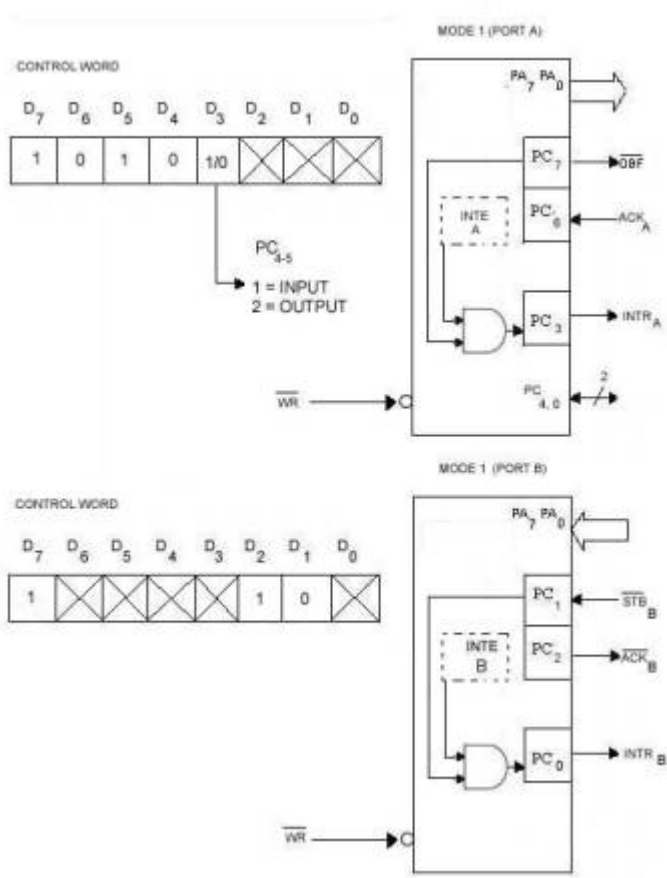 MODE 1 (PORT A)
CONTROL WORD
D7 D6 D5 D4 D3 D2 D1 D0
1 0 1 0 1/0
PC4-5
1 = INPUT
2 = OUTPUT
PA7 PA0
PC7 OBF
INTE A
PC6 ACKA
PC3 INTRA
WR
PC4,0 2
MODE 1 (PORT B)
CONTROL WORD
D7 D6 D5 D4 D3 D2 D1 D0
1 1 0
PA7 PA0
PC1 STBB
INTE B
PC2 ACKB
PC0 INTRB
WR